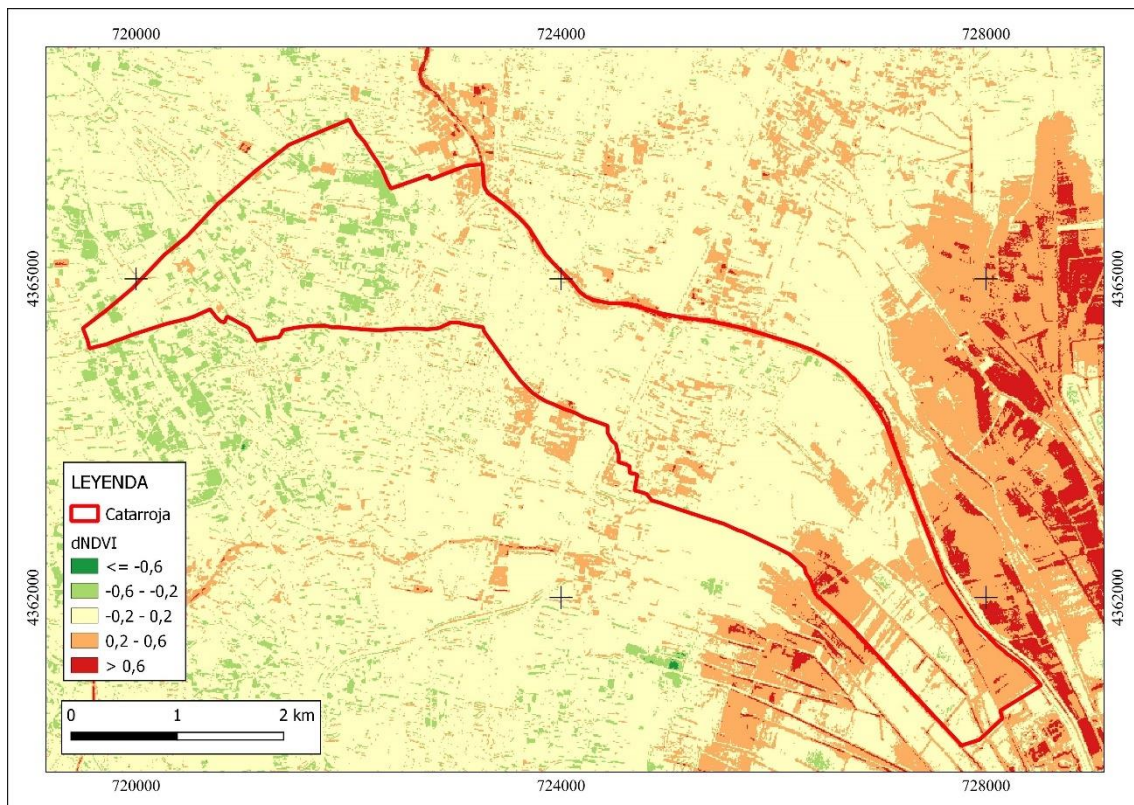 720000 724000 728000
4365000 4365000
4362000 4362000
LEYENDA
Catarroja
dNDVI
<= -0,6
-0,6 - -0,2
-0,2 - 0,2
0,2 - 0,6
> 0,6
0 1 2 km
720000 724000 728000